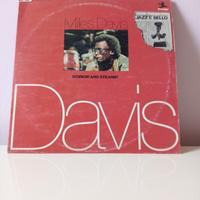 Miles Davis
JAZZ È BELLO
WORKIN' AND STEAMIN'
Davis